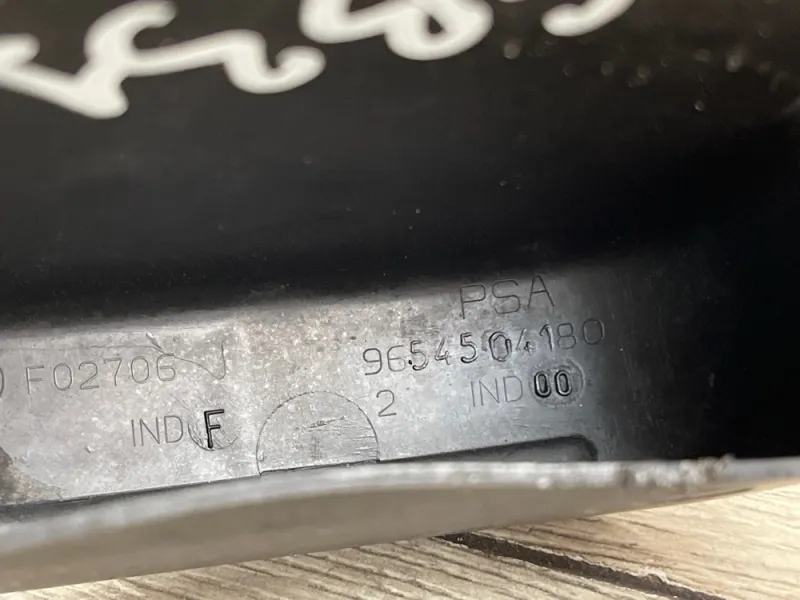 PSA
F02706 J
9654504180
IND F
2 IND 00